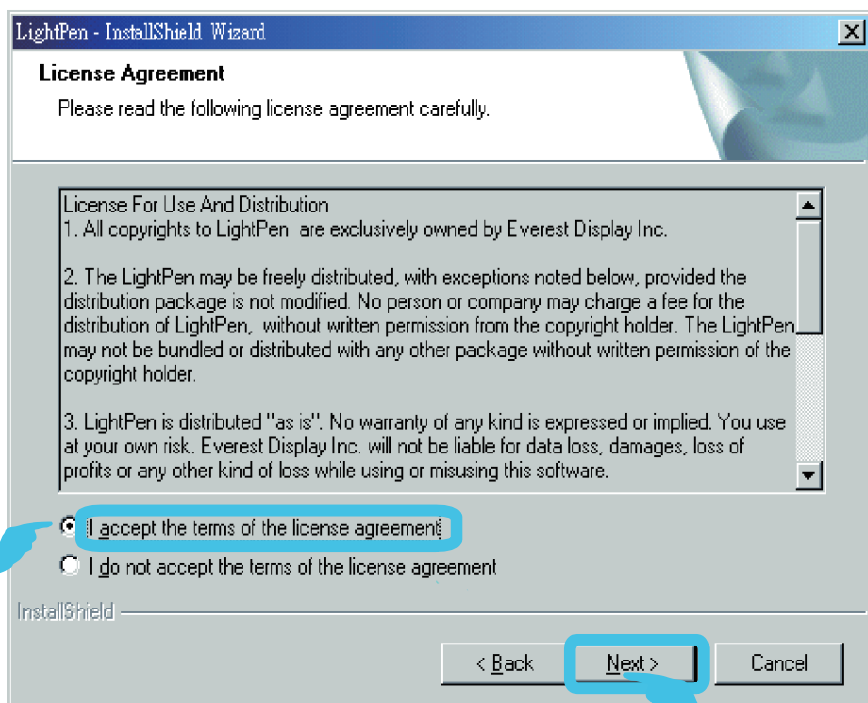 LightPen - InstallShield Wizard
License Agreement
Please read the following license agreement carefully.
License For Use And Distribution
1. All copyrights to LightPen are exclusively owned by Everest Display Inc.
2. The LightPen may be freely distributed, with exceptions noted below, provided the
distribution package is not modified. No person or company may charge a fee for the
distribution of LightPen, without written permission from the copyright holder. The LightPen
may not be bundled or distributed with any other package without written permission of the
copyright holder.
3. LightPen is distributed "as is". No warranty of any kind is expressed or implied. You use
at your own risk. Everest Display Inc. will not be liable for data loss, damages, loss of
profits or any other kind of loss while using or misusing this software.
I accept the terms of the license agreement
I do not accept the terms of the license agreement
InstallShield
< Back Next > Cancel